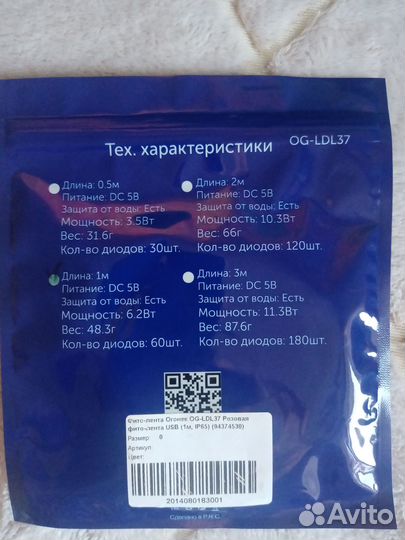 Тех. характеристики
OG-LDL37
Длина: 0.5м
Питание: DC 5В
Защита от воды: Есть
Мощность: 3.5Вт
Вес: 31.6г
Кол-во диодов: 30шт.
Длина: 2м
Питание: DC 5В
Защита от воды: Есть
Мощность: 10.3Вт
Вес: 66г
Кол-во диодов: 120шт.
Длина: 1м
Питание: DC 5В
Защита от воды: Есть
Мощность: 6.2Вт
Вес: 48.3г
Кол-во диодов: 60шт.
Длина: 3м
Питание: DC 5В
Защита от воды: Есть
Мощность: 11.3Вт
Вес: 87.6г
Кол-во диодов: 180шт.
Фито-лента Огонек OG-LDL37 Розовая
фито-лента USB (1м, IP65) (94374530)
Размер: 0
Артикул:
Цвет:
2014080183001
Сделано в P.R.C.
Avito